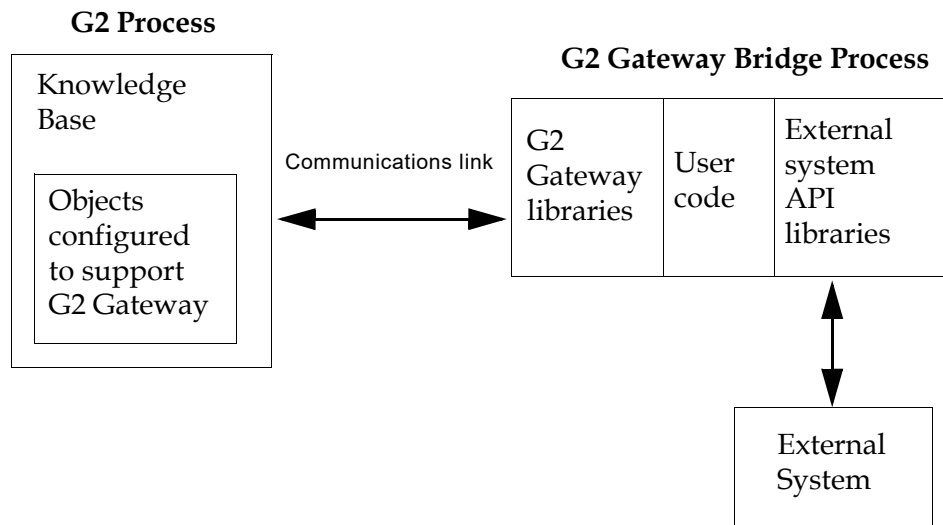 G2 Process
Knowledge
Base
Objects
configured
to support
G2 Gateway
Communications link
G2 Gateway Bridge Process
G2
Gateway
libraries
User
code
External
system
API
libraries
External
System